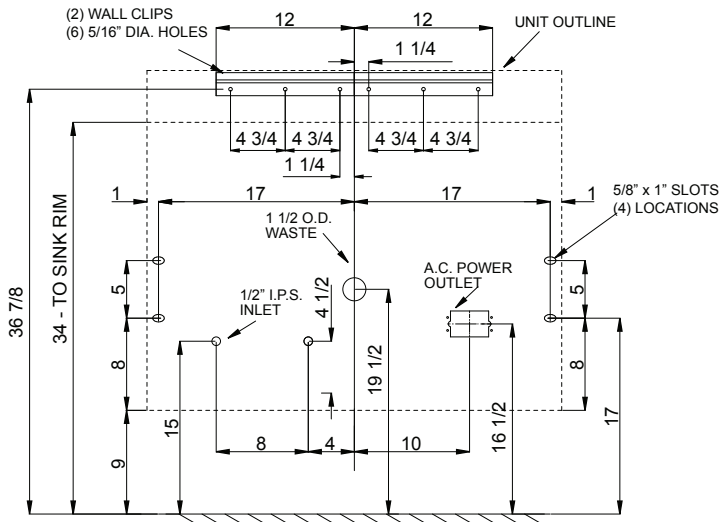 (2) WALL CLIPS
(6) 5/16" DIA. HOLES
12
12
UNIT OUTLINE
1 1/4
4 3/4
4 3/4
4 3/4
4 3/4
1 1/4
1
17
17
1
5/8" x 1" SLOTS
(4) LOCATIONS
1 1/2 O.D.
WASTE
A.C. POWER
OUTLET
1/2" I.P.S.
INLET
36 7/8
34 - TO SINK RIM
5
8
9
15
4 1/2
19 1/2
16 1/2
5
8
17
8
4
10